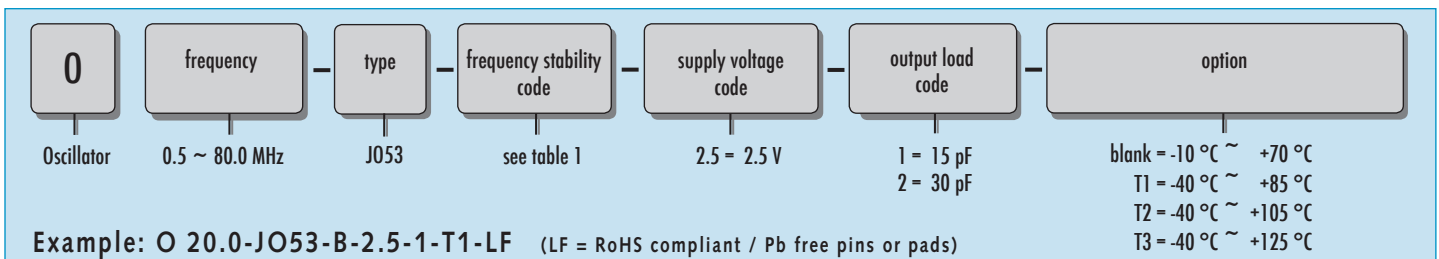 O
frequency
–
type
–
frequency stability
code
–
supply voltage
code
–
output load
code
–
option
Oscillator
0.5 ~ 80.0 MHz
JO53
see table 1
2.5 = 2.5 V
1 = 15 pF
2 = 30 pF
blank = -10 °C ~ +70 °C
T1 = -40 °C ~ +85 °C
T2 = -40 °C ~ +105 °C
T3 = -40 °C ~ +125 °C
Example: O 20.0-JO53-B-2.5-1-T1-LF (LF = RoHS compliant / Pb free pins or pads)